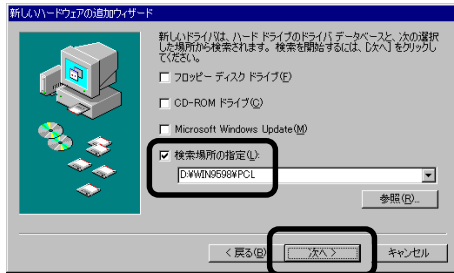 新しいハードウェアの追加ウィザード
新しいドライバは、ハード ドライブのドライバ データベースと、次の選択
した場所から検索されます。検索を開始するには、[次へ] をクリックし
てください。
フロッピー ディスク ドライブ(F)
CD-ROM ドライブ(C)
Microsoft Windows Update(M)
検索場所の指定(L):
D:¥WIN9598¥PCL
参照(R)...
< 戻る(B)
次へ >
キャンセル